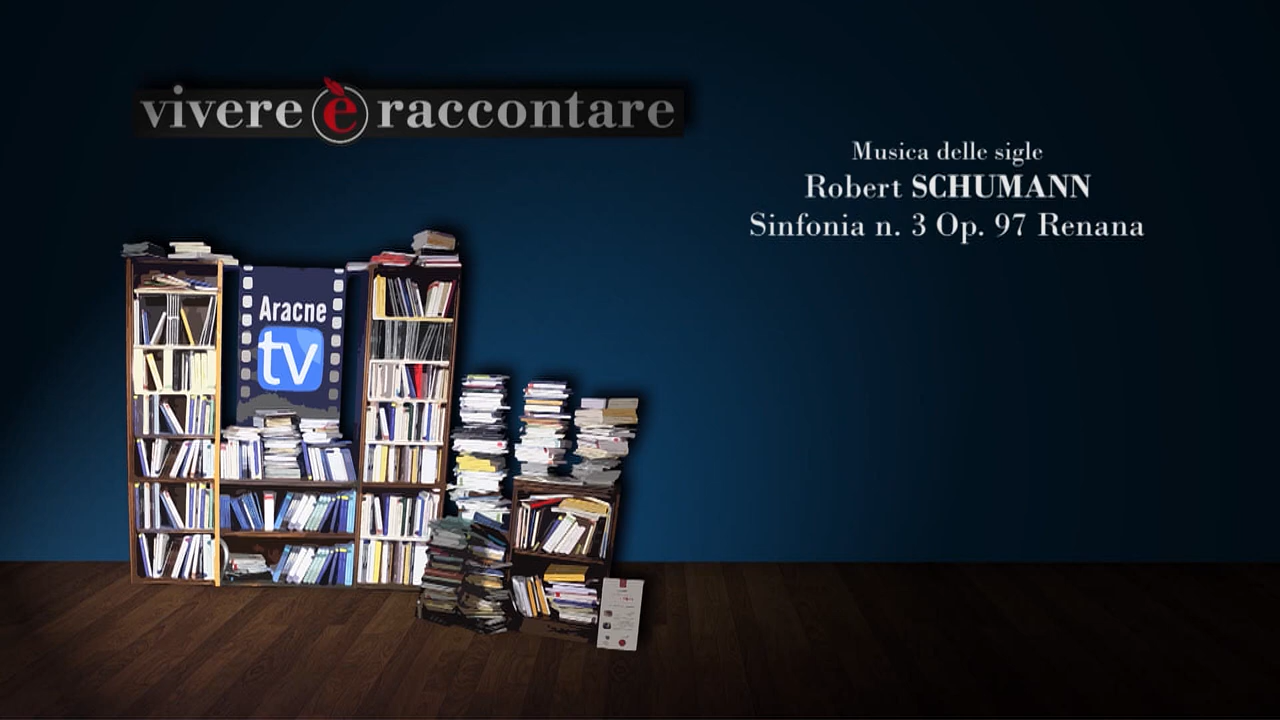 vivere è raccontare
Musica delle sigle
Robert SCHUMANN
Sinfonia n. 3 Op. 97 Renana
Aracne
tv